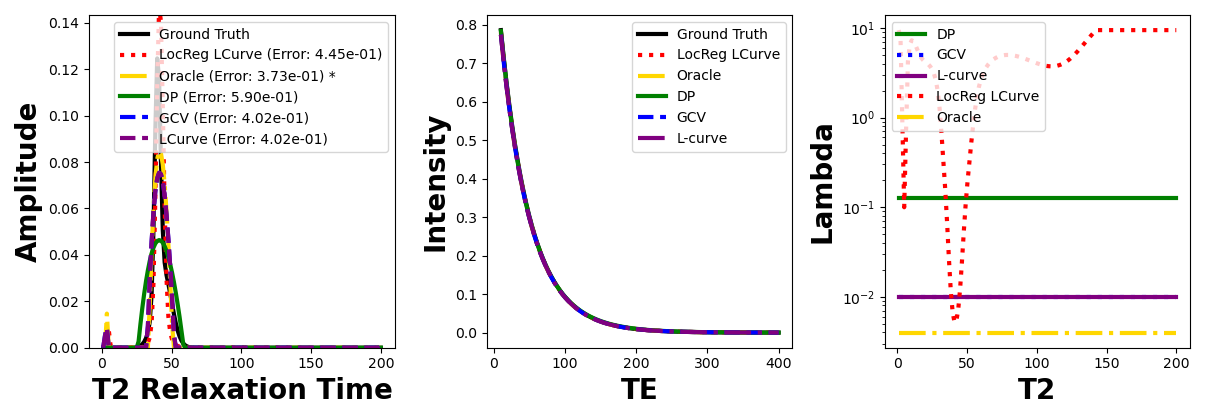 0.14
0.12
0.10
0.08
0.06
0.04
0.02
0.00
Amplitude
Ground Truth
LocReg LCurve (Error: 4.45e-01)
Oracle (Error: 3.73e-01) *
DP (Error: 5.90e-01)
GCV (Error: 4.02e-01)
LCurve (Error: 4.02e-01)
0 50 100 150 200
T2 Relaxation Time
0.8
0.7
0.6
0.5
0.4
0.3
0.2
0.1
0.0
Intensity
Ground Truth
LocReg LCurve
Oracle
DP
GCV
L-curve
0 100 200 300 400
TE
10¹
10⁰
10⁻¹
10⁻²
Lambda
DP
GCV
L-curve
LocReg LCurve
Oracle
0 50 100 150 200
T2